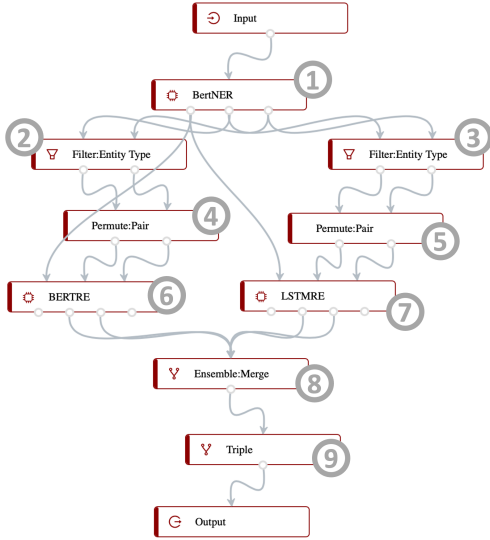 Input
BertNER
1
2
Filter:Entity Type
Filter:Entity Type
3
Permute:Pair
4
Permute:Pair
5
BERTRE
6
LSTMRE
7
Ensemble:Merge
8
Triple
9
Output